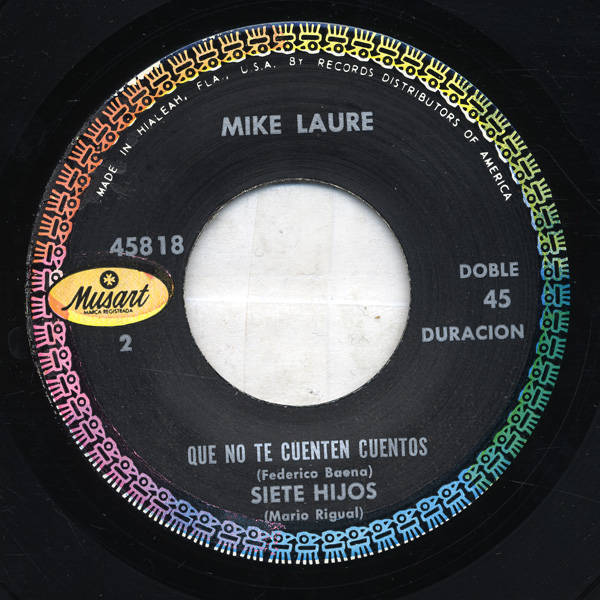 MADE IN HIALEAH, FLA., U.S.A. BY RECORDS DISTRIBUTORS OF AMERICA
MIKE LAURE
45818
Musart
MARCA REGISTRADA
2
DOBLE
45
DURACION
QUE NO TE CUENTEN CUENTOS
(Federico Baena)
SIETE HIJOS
(Mario Rigual)